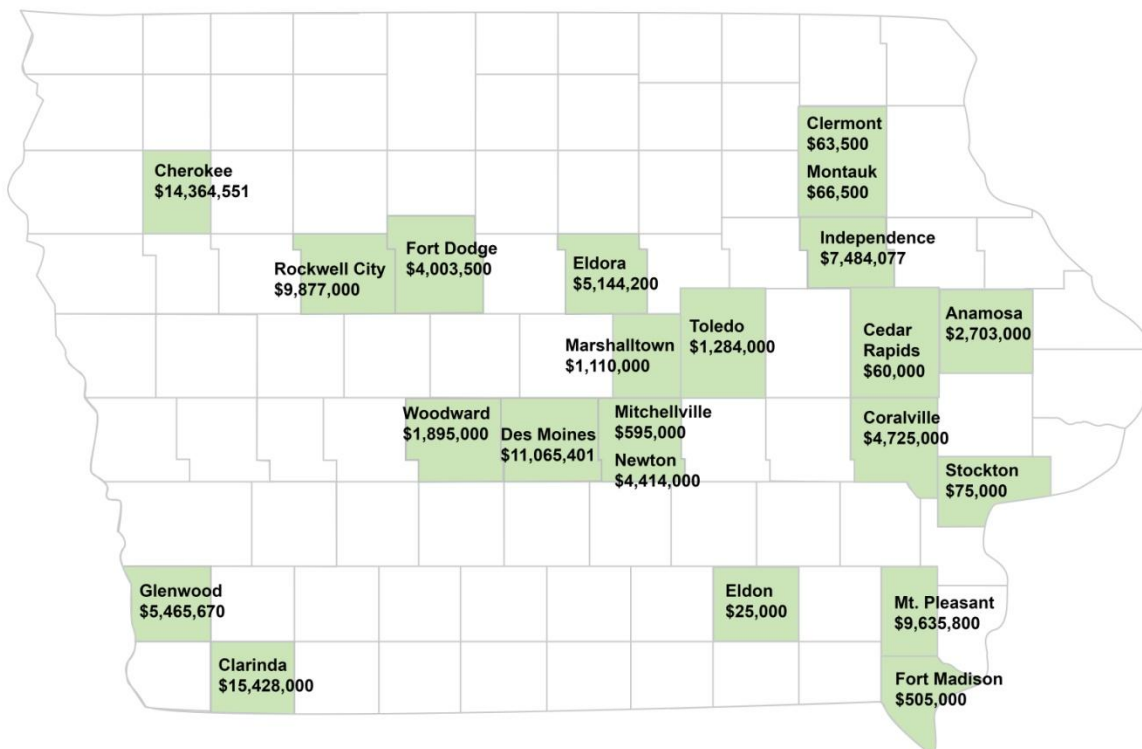 Clermont
$63,500
Montauk
$66,500
Cherokee
$14,364,551
Independence
$7,484,077
Fort Dodge
$4,003,500
Rockwell City
$9,877,000
Eldora
$5,144,200
Anamosa
$2,703,000
Toledo
$1,284,000
Cedar
Rapids
$60,000
Marshalltown
$1,110,000
Woodward
$1,895,000
Des Moines
$11,065,401
Mitchellville
$595,000
Newton
$4,414,000
Coralville
$4,725,000
Stockton
$75,000
Glenwood
$5,465,670
Eldon
$25,000
Mt. Pleasant
$9,635,800
Clarinda
$15,428,000
Fort Madison
$505,000